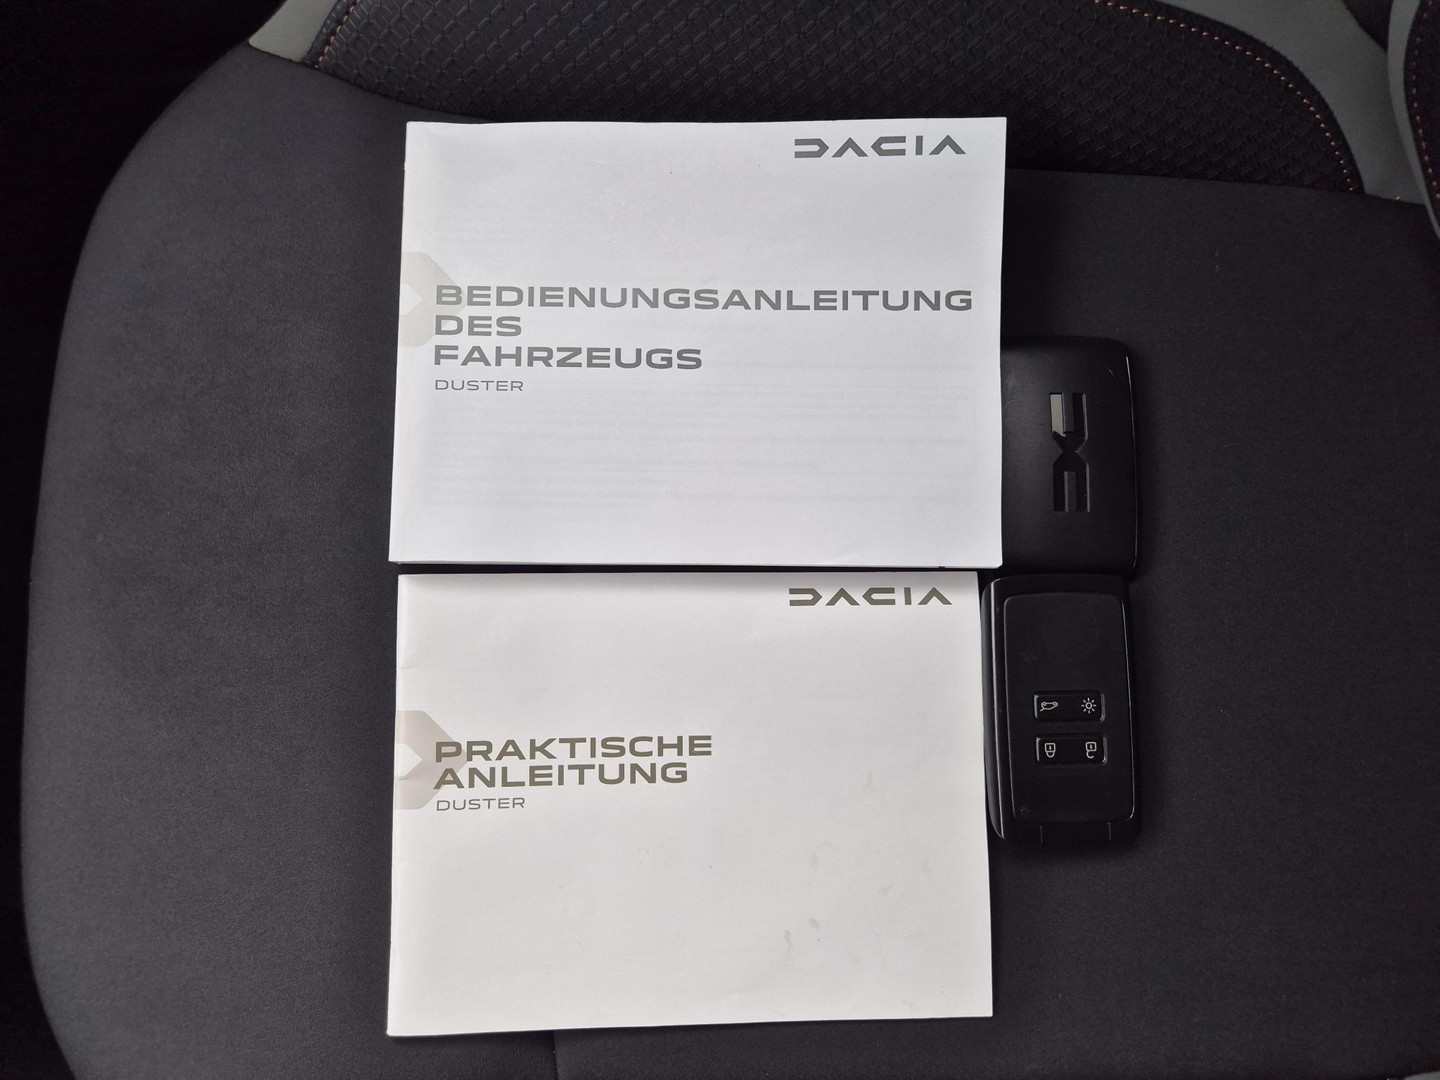 DACIA
BEDIENUNGSANLEITUNG
DES
FAHRZEUGS
DUSTER
DACIA
PRAKTISCHE
ANLEITUNG
DUSTER